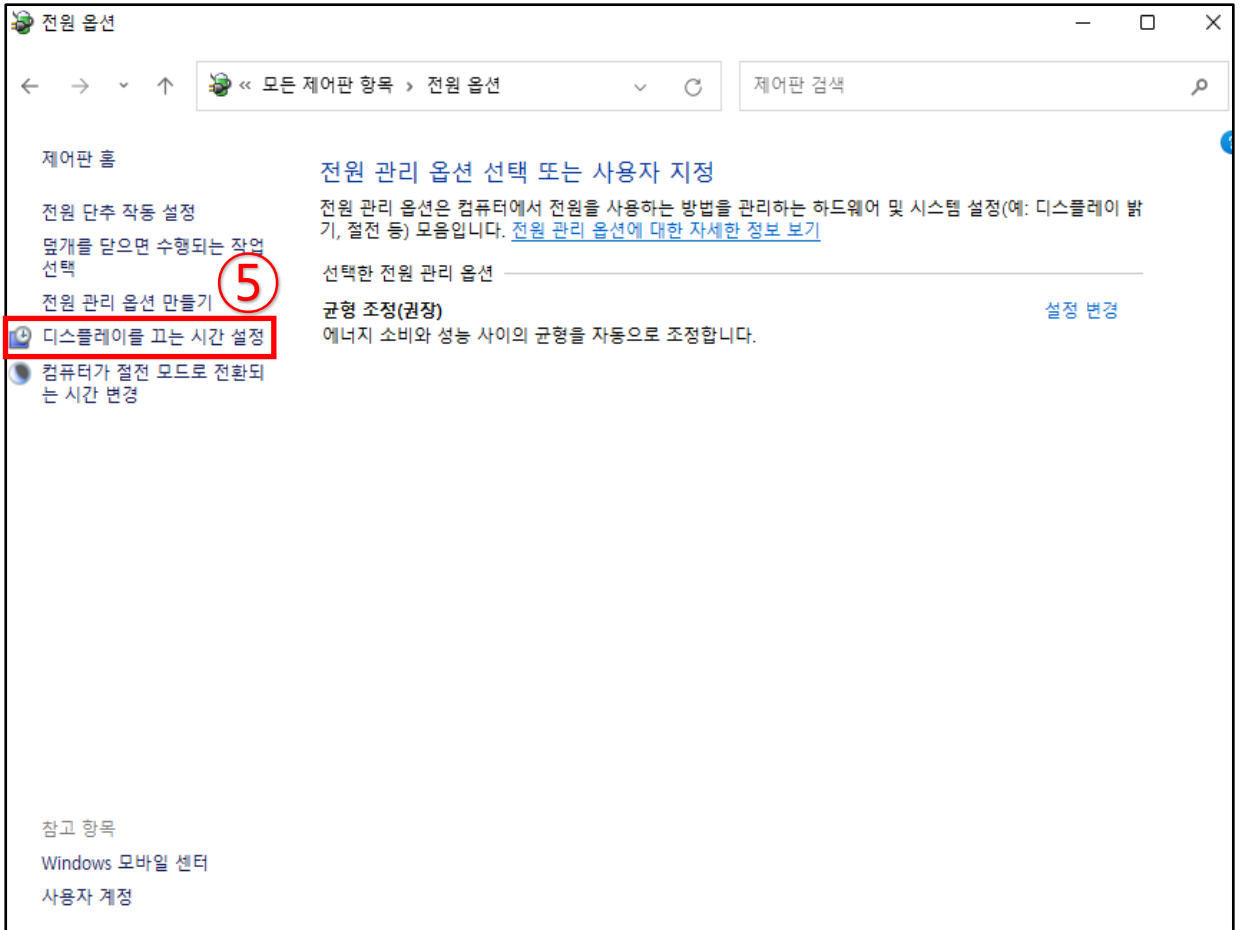 전원 옵션
« 모든 제어판 항목 › 전원 옵션
제어판 검색
제어판 홈
전원 단추 작동 설정
덮개를 닫으면 수행되는 작업
선택
전원 관리 옵션 만들기
⑤
디스플레이를 끄는 시간 설정
컴퓨터가 절전 모드로 전환되
는 시간 변경
전원 관리 옵션 선택 또는 사용자 지정
전원 관리 옵션은 컴퓨터에서 전원을 사용하는 방법을 관리하는 하드웨어 및 시스템 설정(예: 디스플레이 밝
기, 절전 등) 모음입니다. 전원 관리 옵션에 대한 자세한 정보 보기
선택한 전원 관리 옵션
균형 조정(권장)
설정 변경
에너지 소비와 성능 사이의 균형을 자동으로 조정합니다.
참고 항목
Windows 모바일 센터
사용자 계정